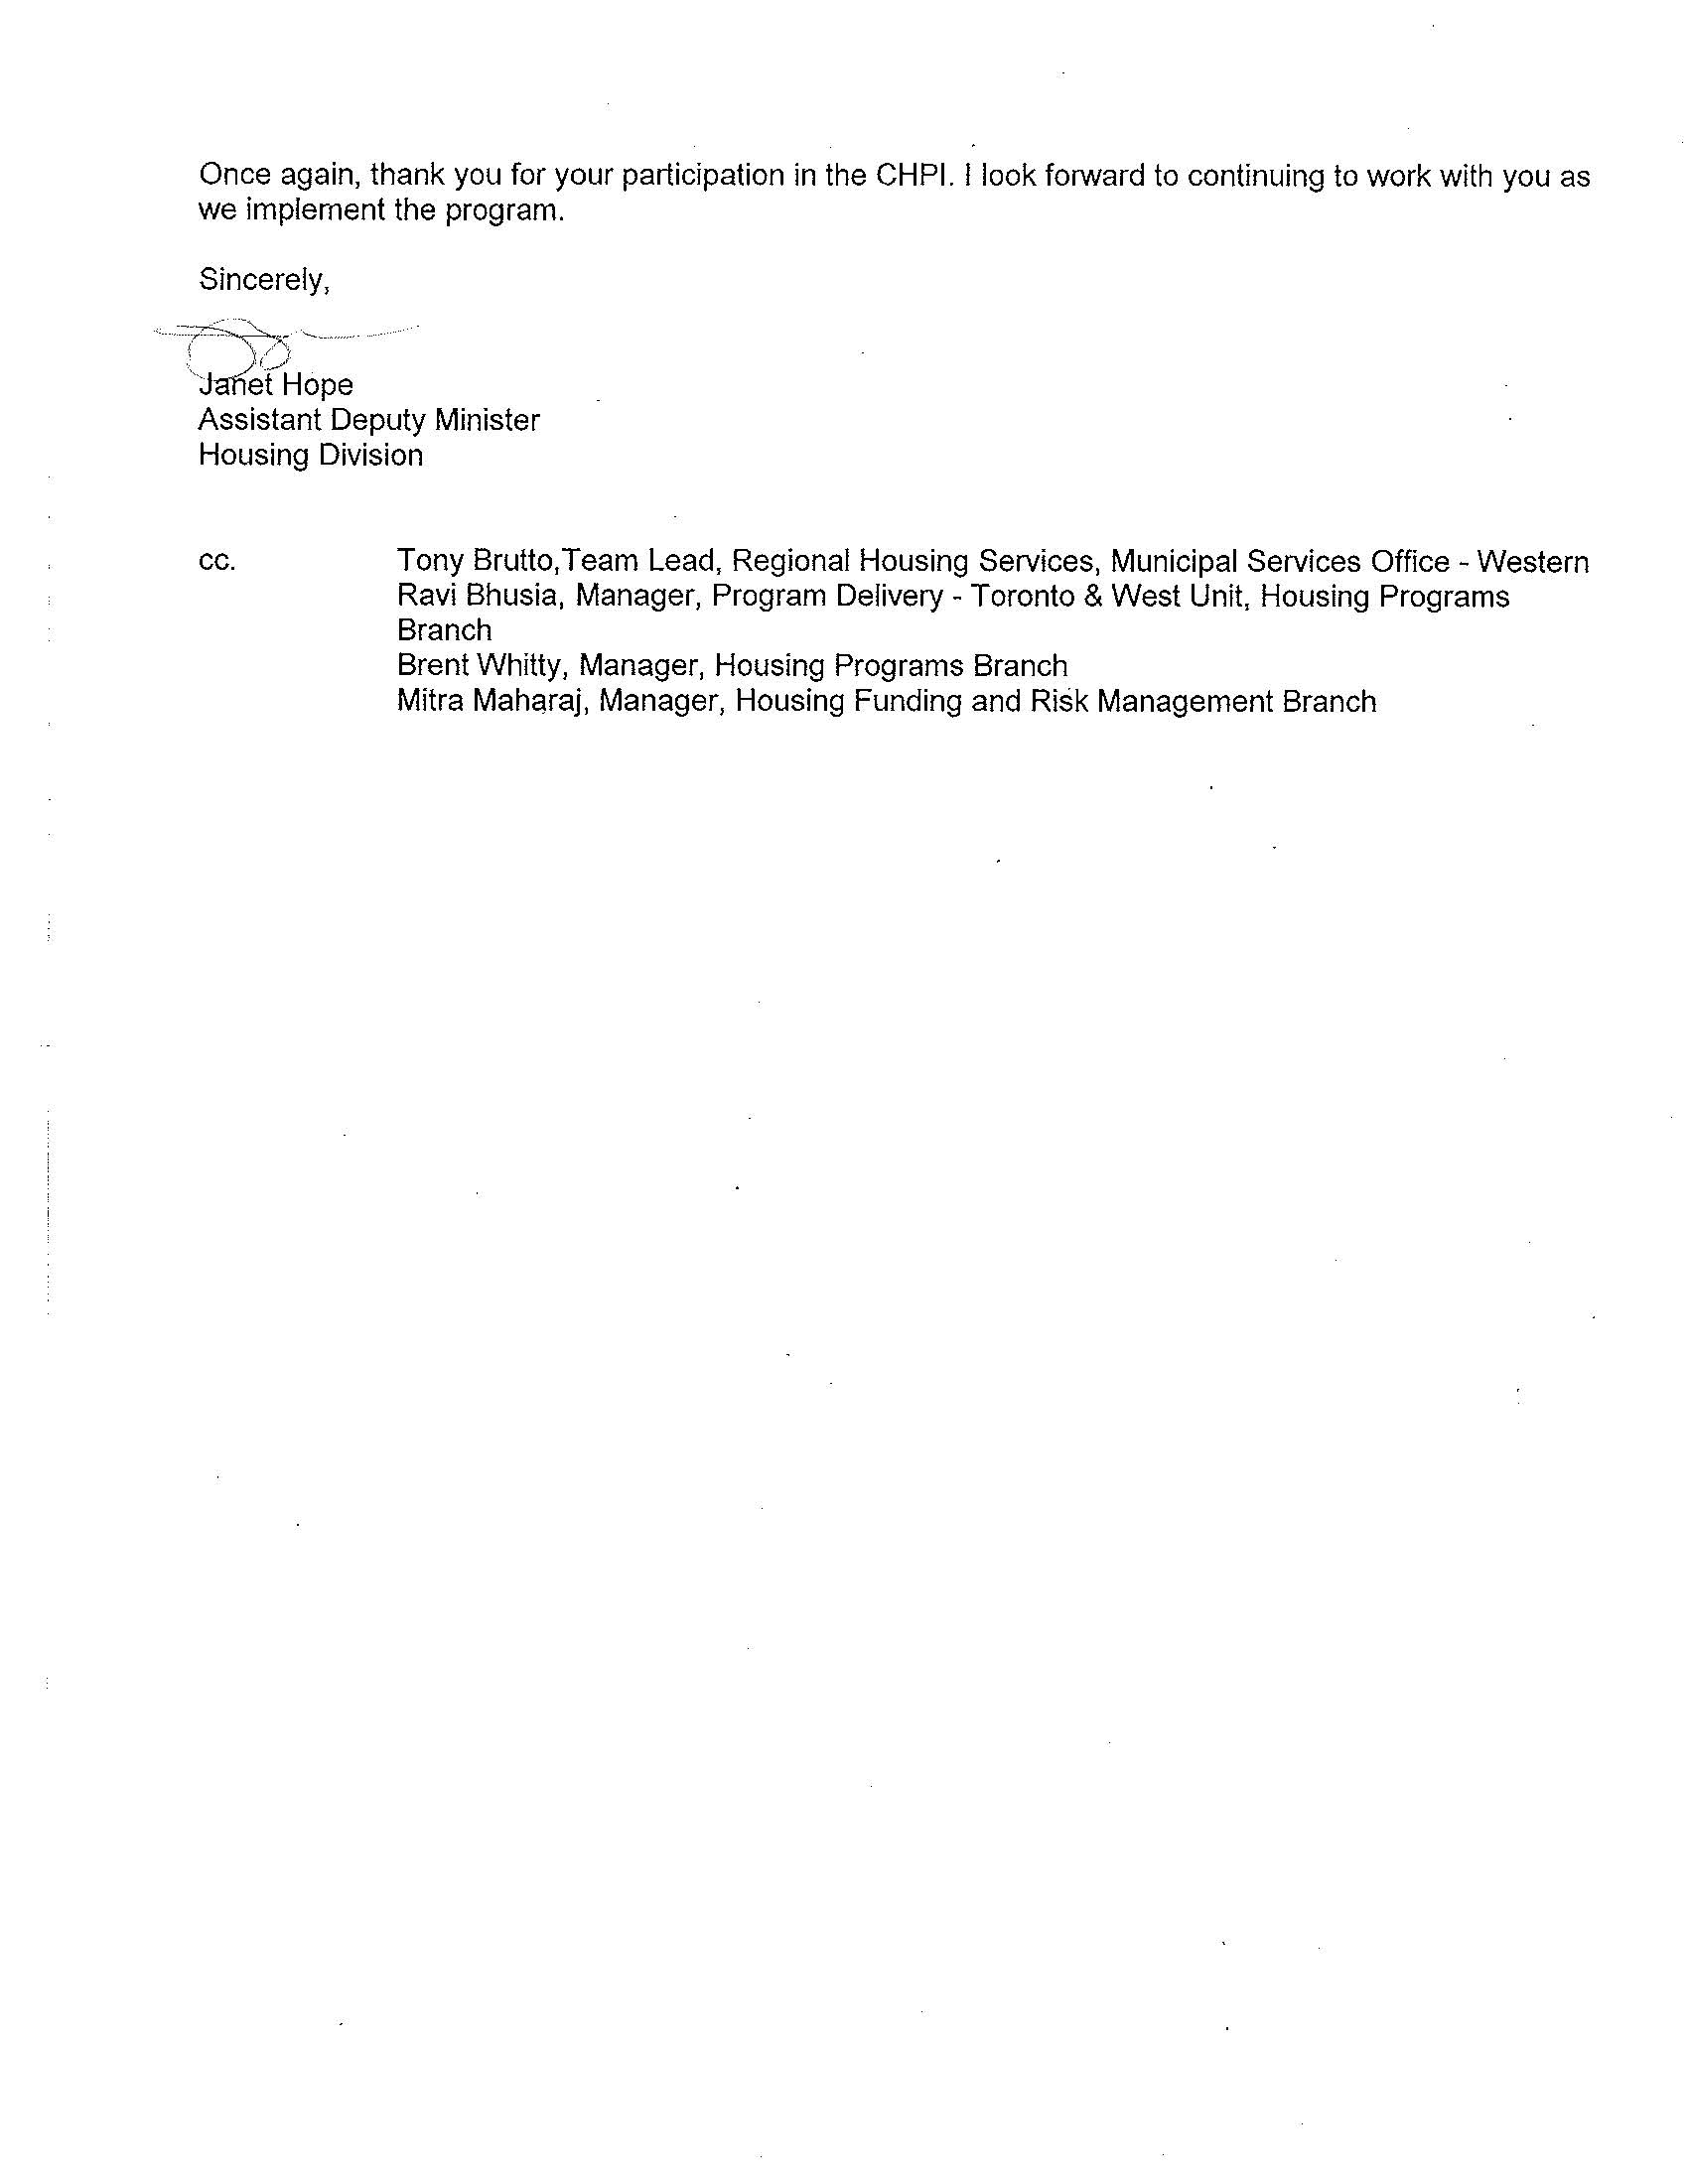 Once again, thank you for your participation in the CHPI. I look forward to continuing to work with you as
we implement the program.
Sincerely,
Janet Hope
Assistant Deputy Minister
Housing Division
cc. Tony Brutto,Team Lead, Regional Housing Services, Municipal Services Office - Western
Ravi Bhusia, Manager, Program Delivery - Toronto & West Unit, Housing Programs
Branch
Brent Whitty, Manager, Housing Programs Branch
Mitra Maharaj, Manager, Housing Funding and Risk Management Branch